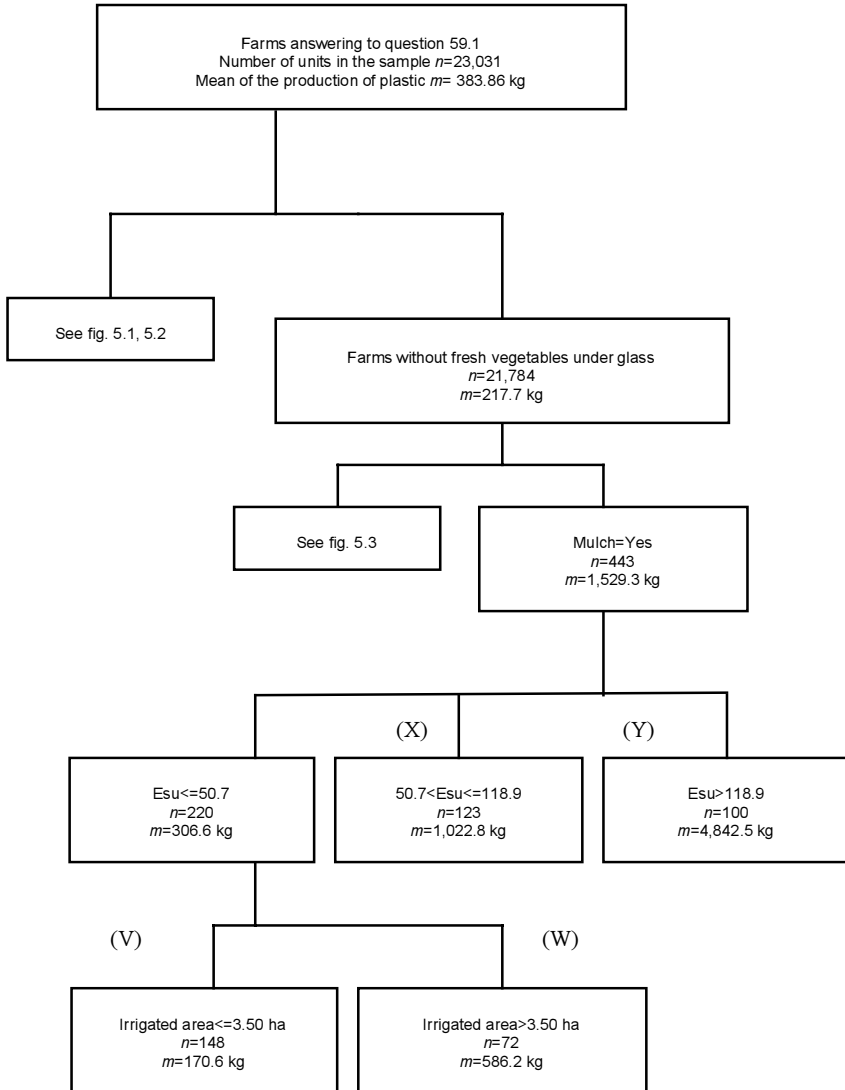 Farms answering to question 59.1
Number of units in the sample n=23,031
Mean of the production of plastic m= 383.86 kg
See fig. 5.1, 5.2
Farms without fresh vegetables under glass
n=21,784
m=217.7 kg
See fig. 5.3
Mulch=Yes
n=443
m=1,529.3 kg
(X)
(Y)
Esu<=50.7
n=220
m=306.6 kg
50.7<Esu<=118.9
n=123
m=1,022.8 kg
Esu>118.9
n=100
m=4,842.5 kg
(V)
(W)
Irrigated area<=3.50 ha
n=148
m=170.6 kg
Irrigated area>3.50 ha
n=72
m=586.2 kg